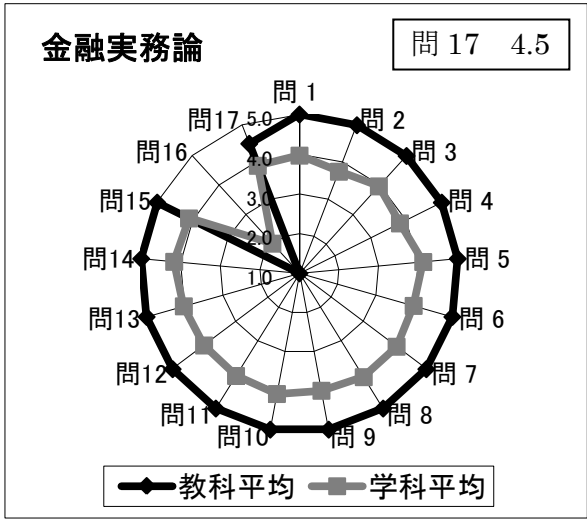 金融実務論
問 17　4.5
問 1
問 2
問 3
問 4
問 5
問 6
問 7
問 8
問 9
問10
問11
問12
問13
問14
問15
問16
問17
5.0
4.0
3.0
2.0
1.0
教科平均
学科平均